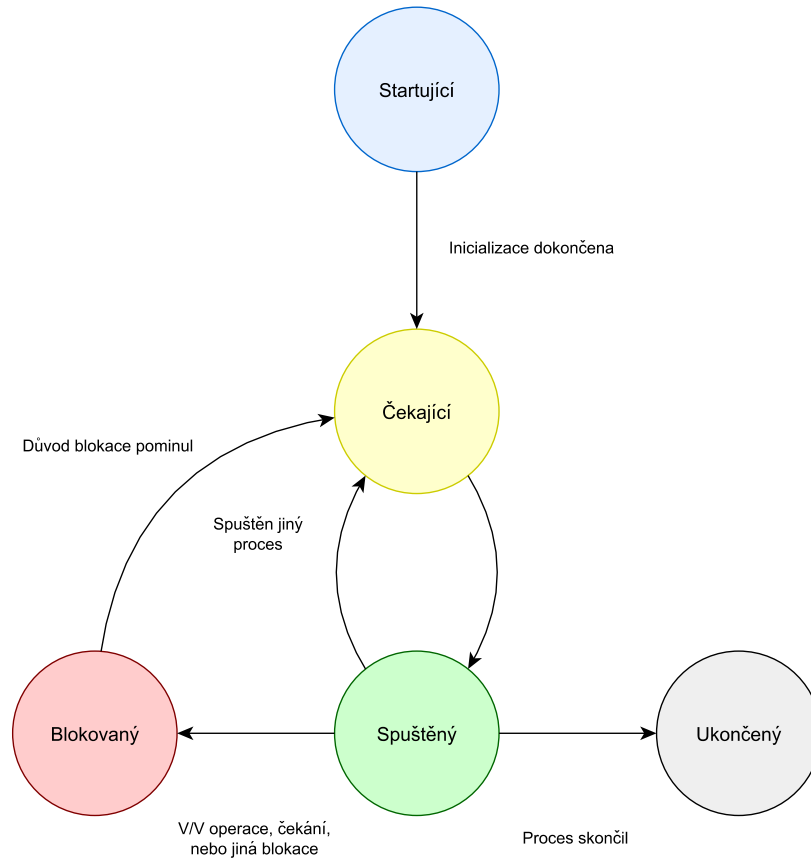 Startující
Inicializace dokončena
Čekající
Důvod blokace pominul
Spuštěn jiný
proces
Blokovaný
Spuštěný
Ukončený
V/V operace, čekání,
nebo jiná blokace
Proces skončil